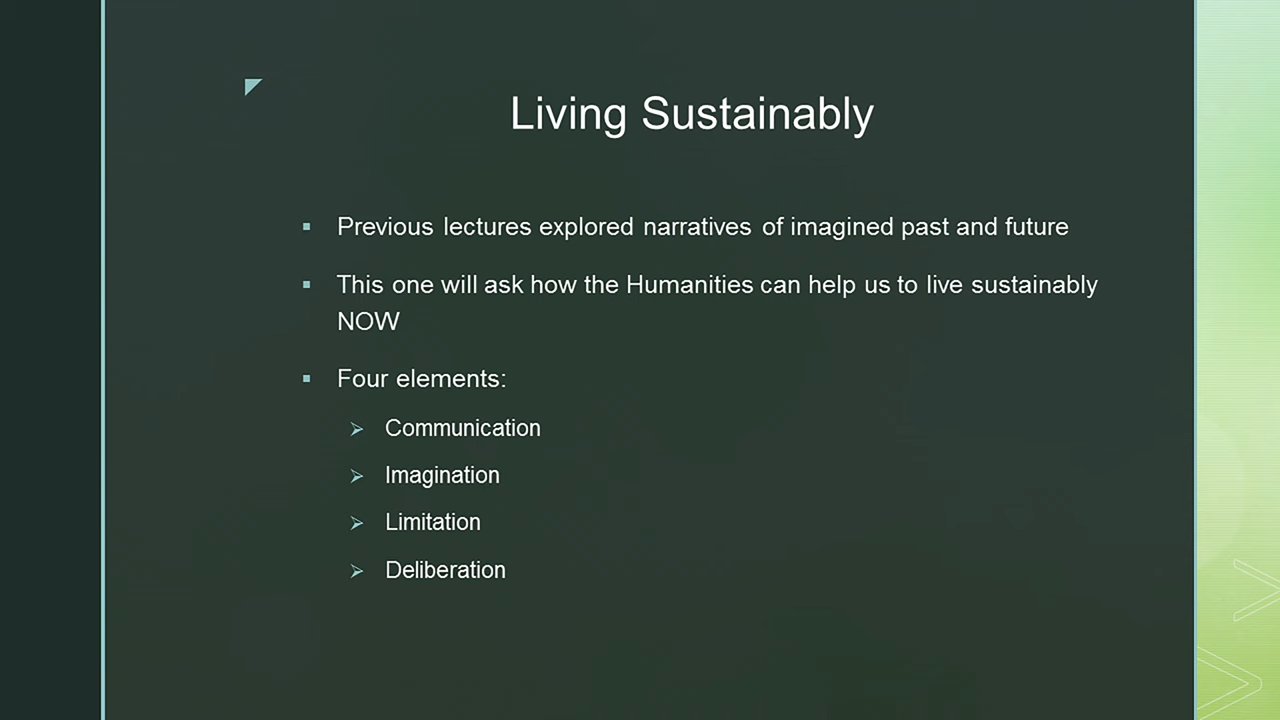 Living Sustainably
Previous lectures explored narratives of imagined past and future
This one will ask how the Humanities can help us to live sustainably
NOW
Four elements:
Communication
Imagination
Limitation
Deliberation